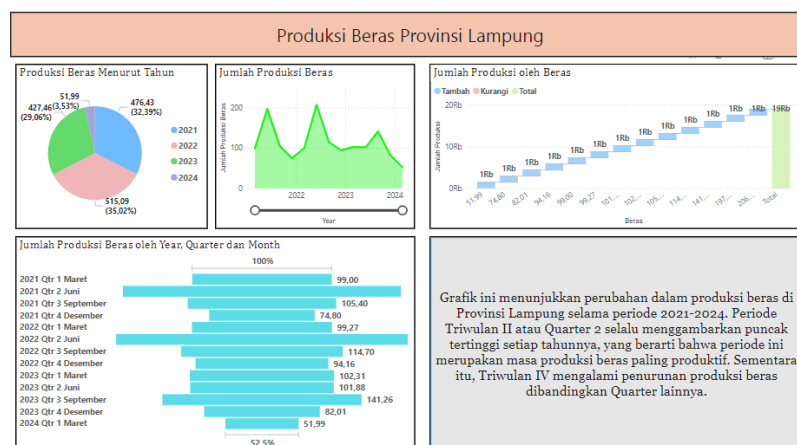 Produksi Beras Provinsi Lampung
Produksi Beras Menurut Tahun
51,99
(3,53%)
427,46
(29,06%)
476,43
(32,39%)
515,09
(35,02%)
2021
2022
2023
2024
Jumlah Produksi Beras
Jumlah Produksi Beras
200
100
0
2022
2023
2024
Year
Jumlah Produksi oleh Beras
Tambah
Kurangi
Total
Jumlah Produksi
20Rb
10Rb
0Rb
1Rb
1Rb
1Rb
1Rb
1Rb
1Rb
1Rb
1Rb
1Rb
1Rb
1Rb
1Rb
1Rb
19Rb
51,99
74,80
82,01
94,16
99,00
99,27
101,...
102,...
105,...
114,...
141,...
197,...
206,...
Total
Beras
Jumlah Produksi Beras oleh Year, Quarter dan Month
100%
2021 Qtr 1 Maret 99,00
2021 Qtr 2 Juni
2021 Qtr 3 September 105,40
2021 Qtr 4 Desember 74,80
2022 Qtr 1 Maret 99,27
2022 Qtr 2 Juni
2022 Qtr 3 September 114,70
2022 Qtr 4 Desember 94,16
2023 Qtr 1 Maret 102,31
2023 Qtr 2 Juni 101,88
2023 Qtr 3 September 141,26
2023 Qtr 4 Desember 82,01
2024 Qtr 1 Maret 51,99
52,5%
Grafik ini menunjukkan perubahan dalam produksi beras di
Provinsi Lampung selama periode 2021-2024. Periode
Triwulan II atau Quarter 2 selalu menggambarkan puncak
tertinggi setiap tahunnya, yang berarti bahwa periode ini
merupakan masa produksi beras paling produktif. Sementara
itu, Triwulan IV mengalami penurunan produksi beras
dibandingkan Quarter lainnya.